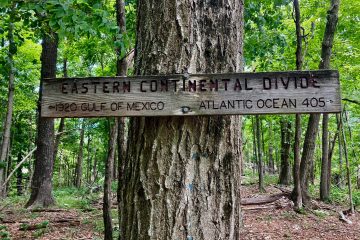 EASTERN CONTINENTAL DIVIDE
-1920 GULF OF MEXICO ATLANTIC OCEAN 405-